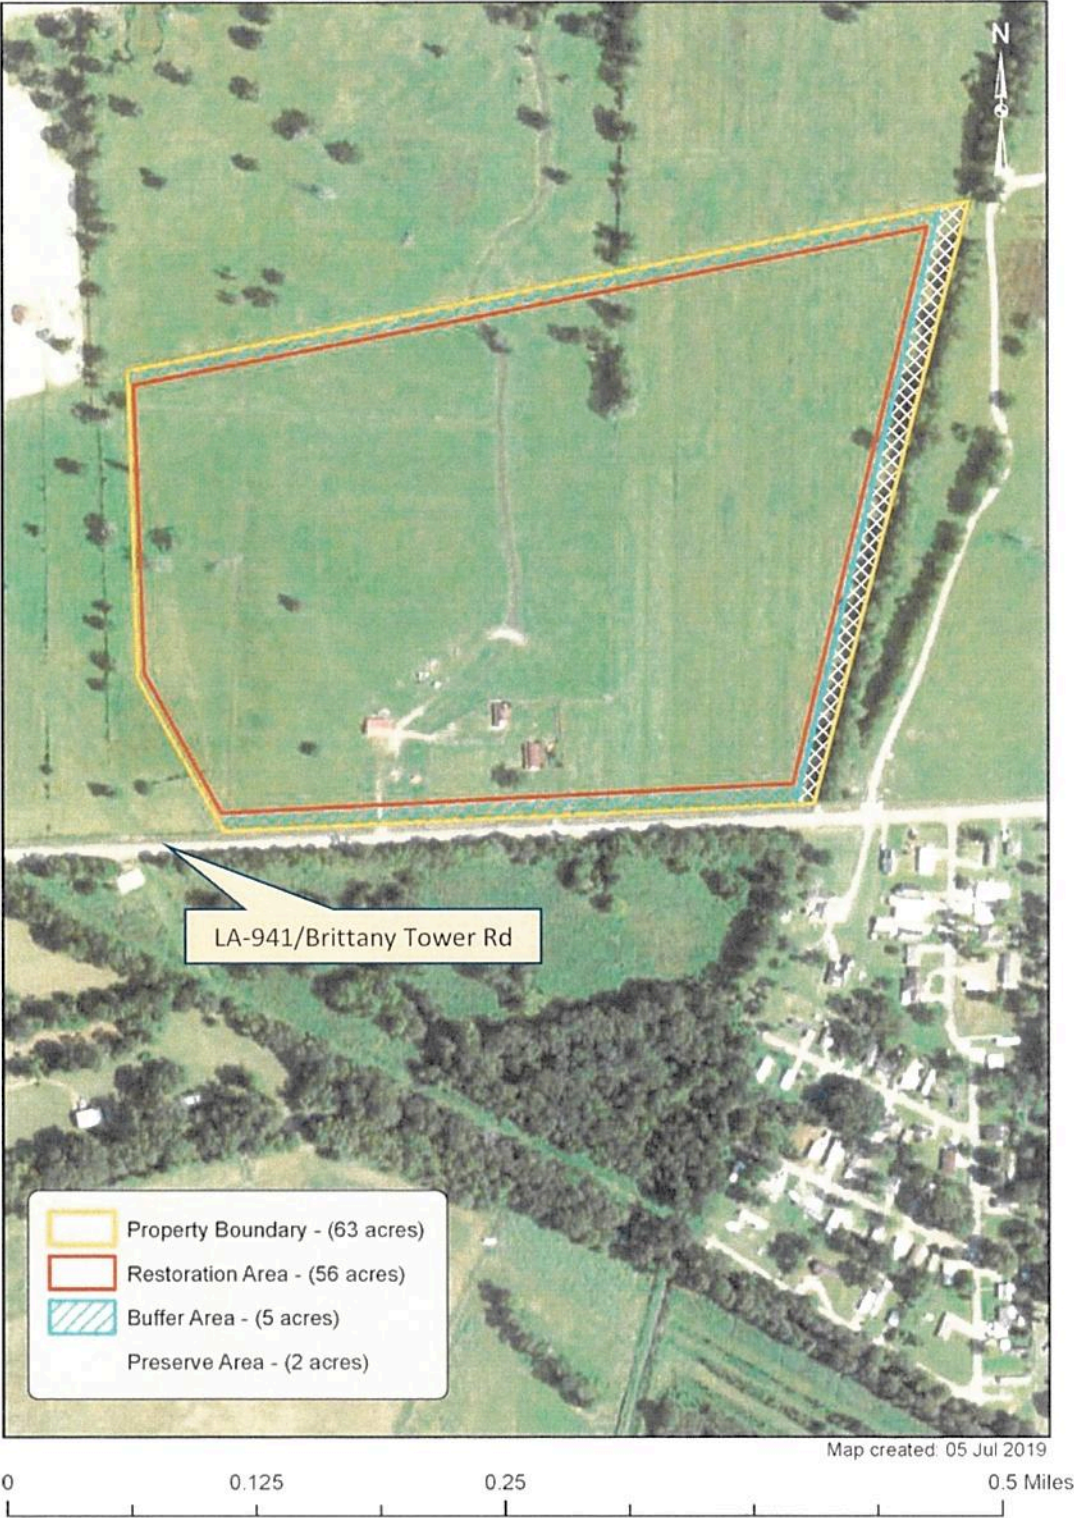 N
LA-941/Brittany Tower Rd
Property Boundary - (63 acres)
Restoration Area - (56 acres)
Buffer Area - (5 acres)
Preserve Area - (2 acres)
Map created: 05 Jul 2019
0 0.125 0.25 0.5 Miles